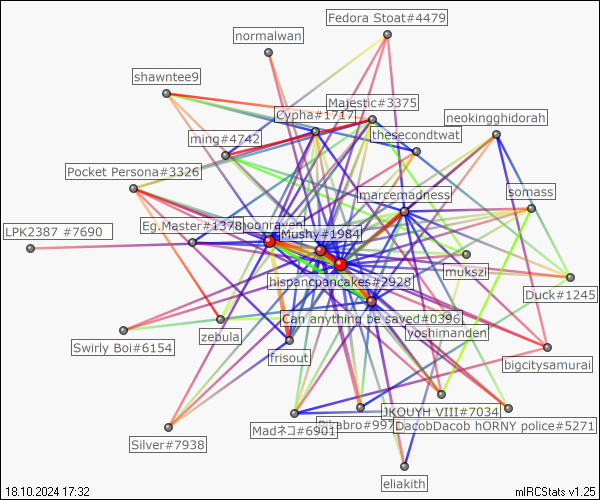 Fedora Stoat#4479
normalwan
shawntee9
Majestic#3375
Cypha#1717
neokingghidorah
thesecondtwat
ming#4742
Pocket Persona#3326
marcemadness
somass
LPK2387 #7690
Eg.Master#1378
Mushy#1984
mukszi
hispancpancakes#2928
Duck#1245
Can anything be saved#0396
zebula
yoshimanden
Swirly Boi#6154
frisout
bigcitysamurai
JKOUYH VIII#7034
Madネコ#6901
DacobDacob hORNY police#5271
Silver#7938
eliakith
18.10.2024 17:32
mIRCStats v1.25